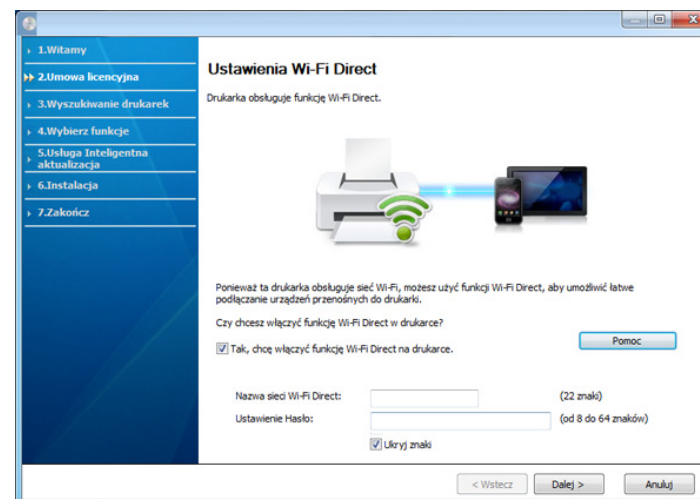 1.Witamy
2.Umowa licencyjna
3.Wyszukiwanie drukarek
4.Wybierz funkcje
5.Usługa Inteligentna
aktualizacja
6.Instalacja
7.Zakończ
Ustawienia Wi-Fi Direct
Drukarka obsługuje funkcję Wi-Fi Direct.
Ponieważ ta drukarka obsługuje sieć Wi-Fi, możesz użyć funkcji Wi-Fi Direct, aby umożliwić łatwe
podłączanie urządzeń przenośnych do drukarki.
Czy chcesz włączyć funkcję Wi-Fi Direct w drukarce?
Pomoc
Tak, chcę włączyć funkcję Wi-Fi Direct na drukarce.
Nazwa sieci Wi-Fi Direct: (22 znaki)
Ustawienie Hasło: (od 8 do 64 znaków)
Ukryj znaki
< Wstecz Dalej > Anuluj